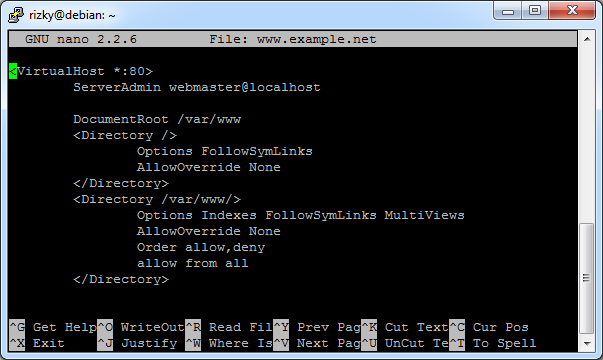 rizky@debian: ~
GNU nano 2.2.6 File: www.example.net
<VirtualHost *:80>
ServerAdmin webmaster@localhost
DocumentRoot /var/www
<Directory />
Options FollowSymLinks
AllowOverride None
</Directory>
<Directory /var/www/>
Options Indexes FollowSymLinks MultiViews
AllowOverride None
Order allow,deny
allow from all
</Directory>
^G Get Help^O WriteOut^R Read Fil^Y Prev Pag^K Cut Text^C Cur Pos
^X Exit ^J Justify ^W Where Is^V Next Pag^U UnCut Te^T To Spell